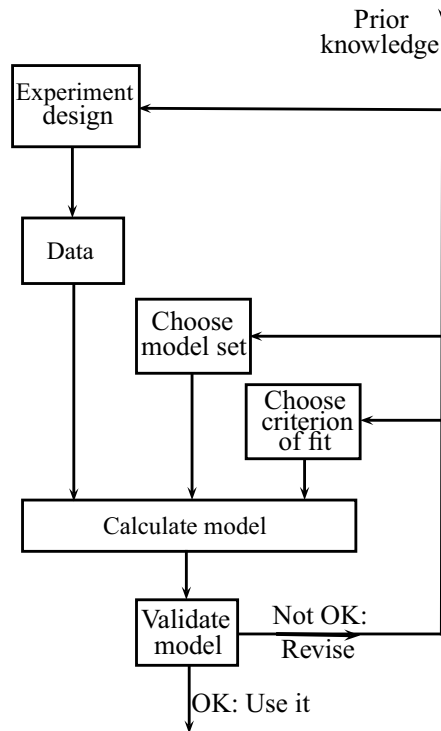 Prior
knowledge
Experiment
design
Data
Choose
model set
Choose
criterion
of fit
Calculate model
Validate
model
Not OK:
Revise
OK: Use it